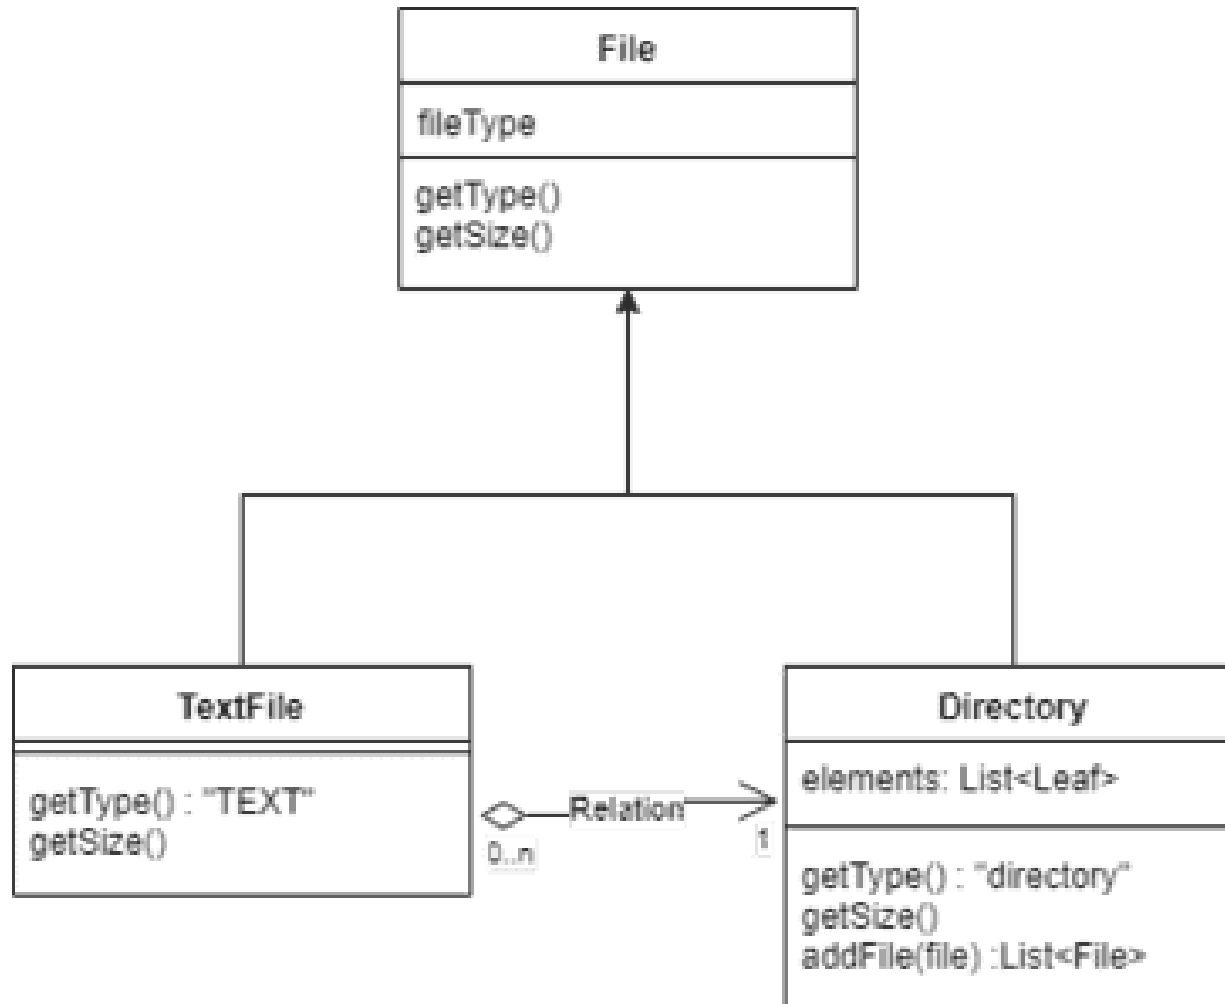 File
fileType
getType()
getSize()
TextFile
getType() : "TEXT"
getSize()
0..n
Relation
1
Directory
elements: List<Leaf>
getType() : "directory"
getSize()
addFile(file) :List<File>